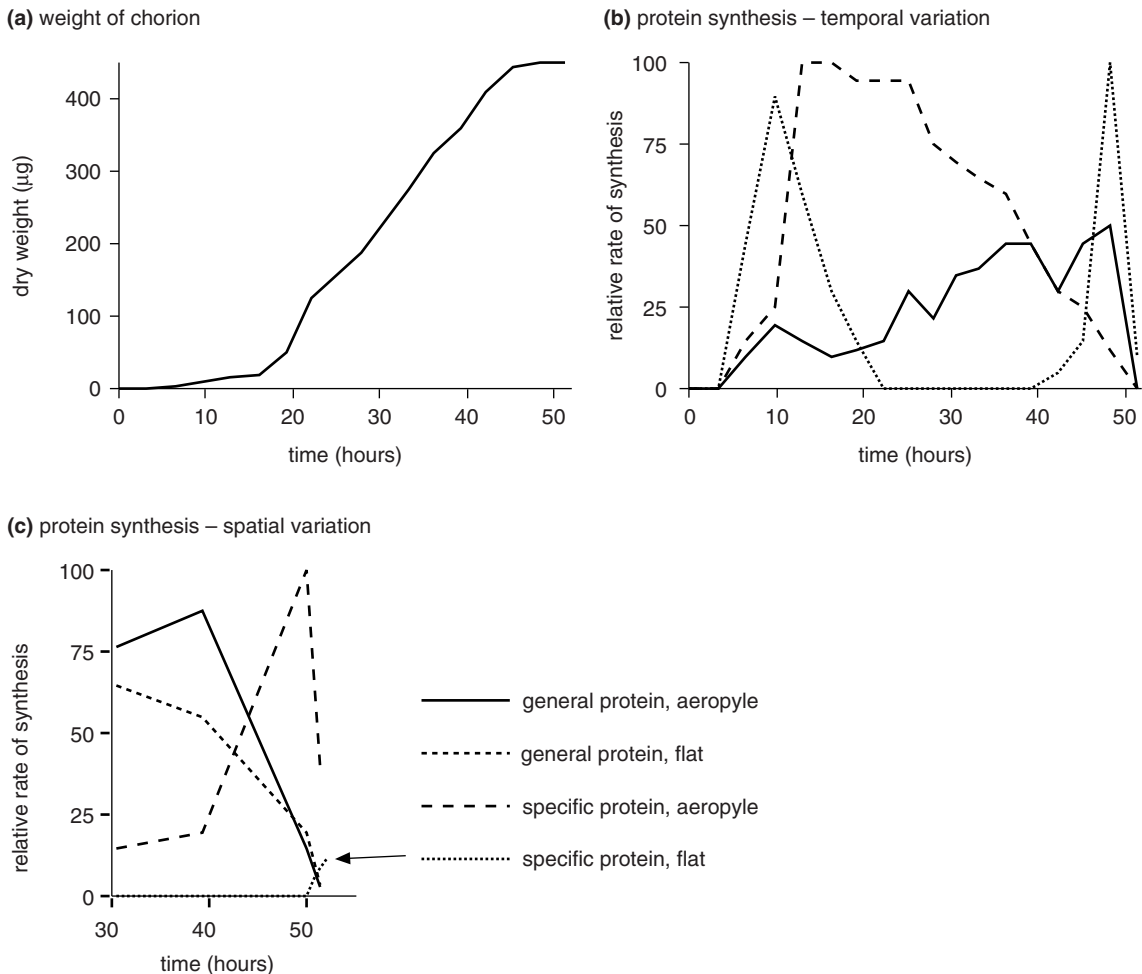 (a) weight of chorion
400
300
200
100
0
dry weight (µg)
0 10 20 30 40 50
time (hours)
(b) protein synthesis – temporal variation
100
75
50
25
0
relative rate of synthesis
0 10 20 30 40 50
time (hours)
(c) protein synthesis – spatial variation
100
75
50
25
0
relative rate of synthesis
30 40 50
time (hours)
general protein, aeropyle
general protein, flat
specific protein, aeropyle
specific protein, flat